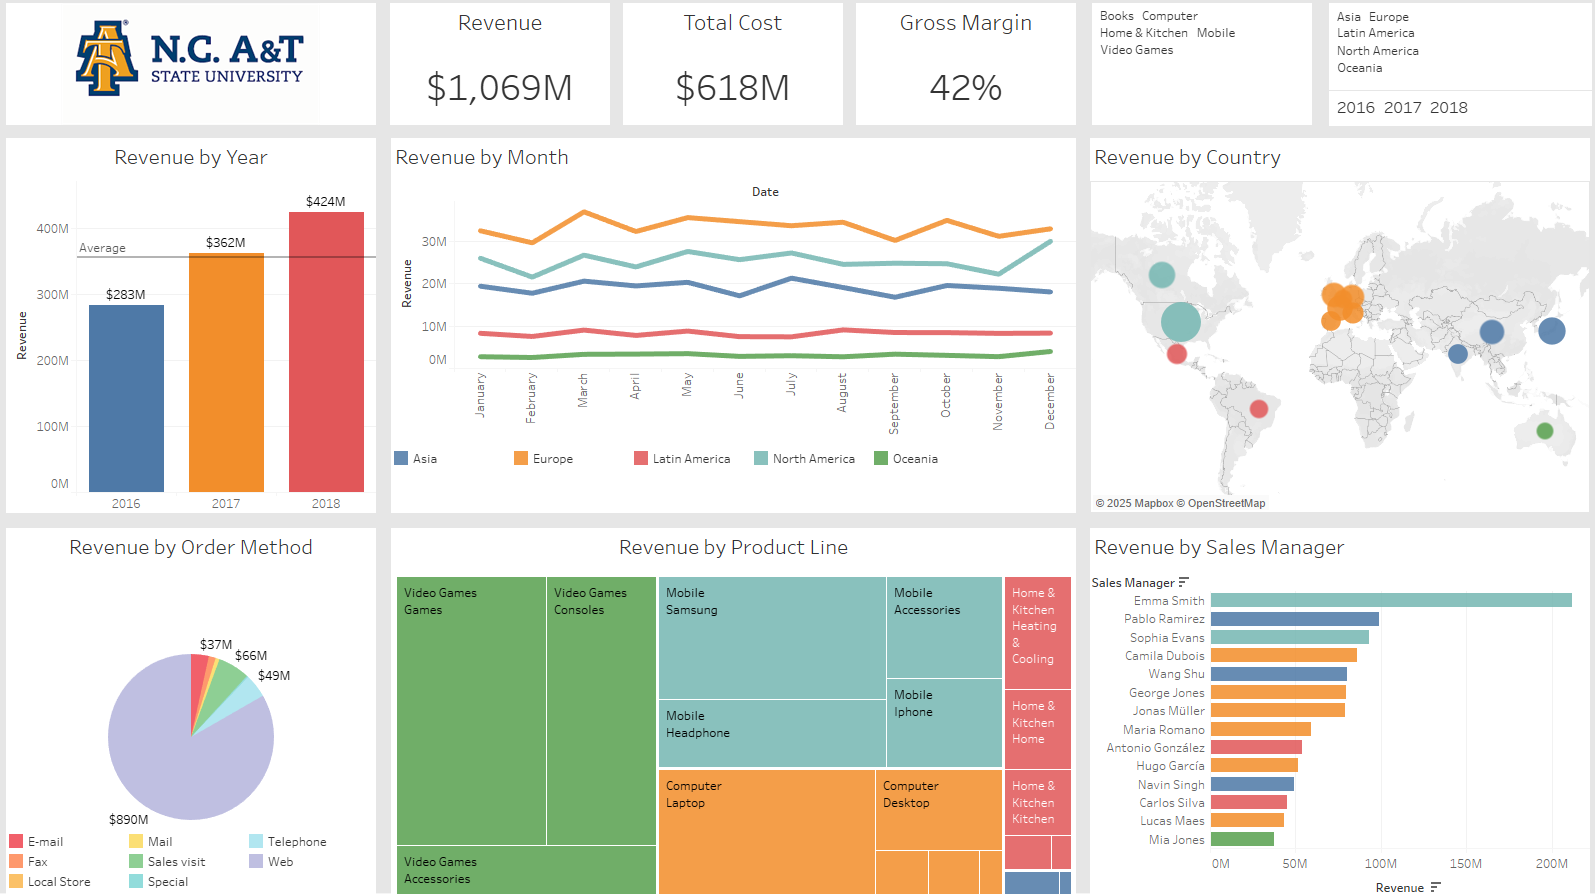 N.C. A&T
STATE UNIVERSITY
Revenue
$1,069M
Total Cost
$618M
Gross Margin
42%
Books Computer
Home & Kitchen Mobile
Video Games
Asia Europe
Latin America
North America
Oceania
2016 2017 2018
Revenue by Year
Revenue
400M
300M
200M
100M
0M
Average
$283M
$362M
$424M
2016 2017 2018
Revenue by Month
Date
Revenue
30M
20M
10M
0M
January
February
March
April
May
June
July
August
September
October
November
December
Asia Europe Latin America North America Oceania
Revenue by Country
© 2025 Mapbox © OpenStreetMap
Revenue by Order Method
$37M
$66M
$49M
$890M
E-mail Mail Telephone
Fax Sales visit Web
Local Store Special
Revenue by Product Line
Video Games
Games
Video Games
Consoles
Video Games
Accessories
Mobile
Samsung
Mobile
Accessories
Mobile
Headphone
Mobile
Iphone
Computer
Laptop
Computer
Desktop
Home &
Kitchen
Heating
&
Cooling
Home &
Kitchen
Home
Home &
Kitchen
Kitchen
Revenue by Sales Manager
Sales Manager
Emma Smith
Pablo Ramirez
Sophia Evans
Camila Dubois
Wang Shu
George Jones
Jonas Müller
Maria Romano
Antonio González
Hugo García
Navin Singh
Carlos Silva
Lucas Maes
Mia Jones
0M 50M 100M 150M 200M
Revenue